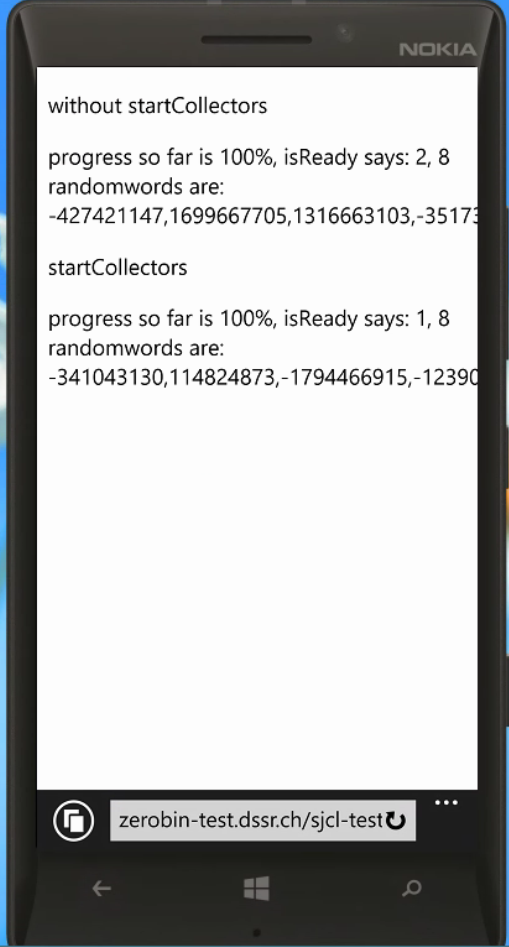 NOKIA
without startCollectors
progress so far is 100%, isReady says: 2, 8
randomwords are:
-427421147,1699667705,1316663103,-35173
startCollectors
progress so far is 100%, isReady says: 1, 8
randomwords are:
-341043130,114824873,-1794466915,-12390
zerobin-test.dssr.ch/sjcl-test